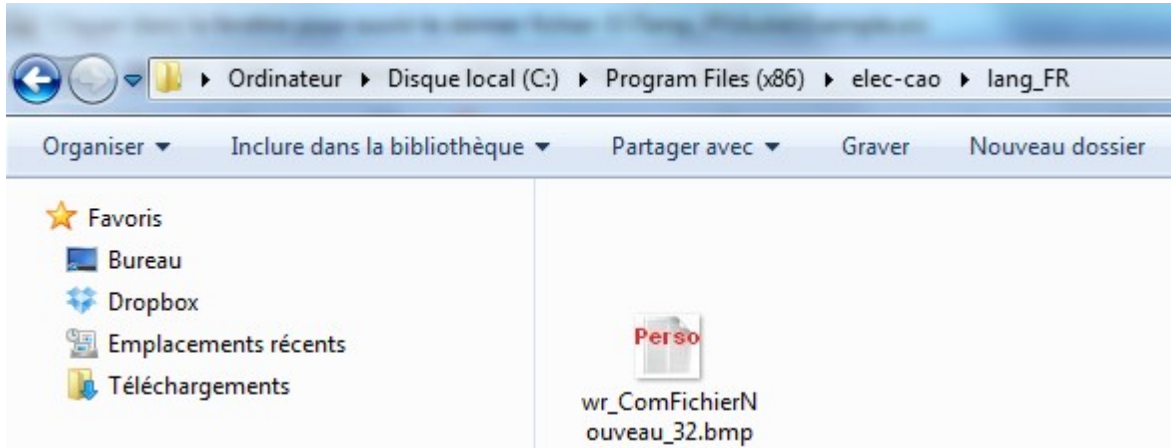 Ordinateur Disque local (C:) Program Files (x86) elec-cao lang_FR
Organiser Inclure dans la bibliothèque Partager avec Graver Nouveau dossier
Favoris
Bureau
Dropbox
Emplacements récents
Téléchargements
Perso
wr_ComFichierN
ouveau_32.bmp